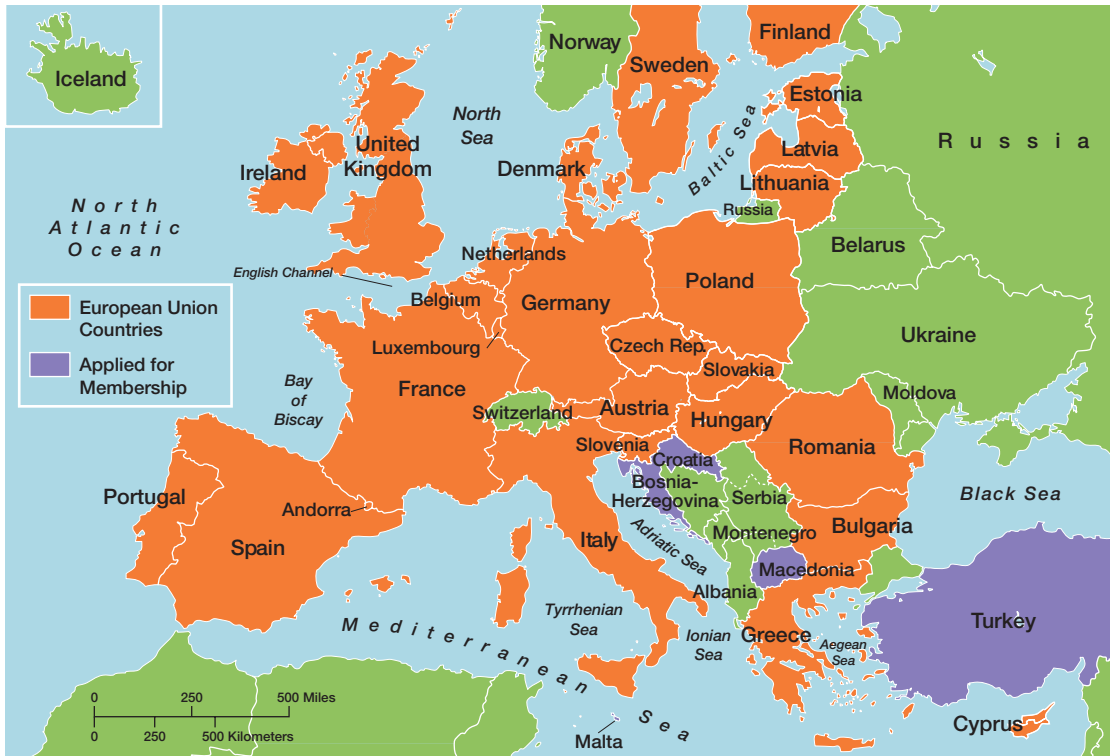 Iceland
Norway
Finland
Sweden
Estonia
North
Sea
Baltic Sea
Russia
United
Kingdom
Ireland
Denmark
Latvia
Lithuania
Russia
North
Atlantic
Ocean
Belarus
Netherlands
English Channel
Belgium
Germany
Poland
European Union
Countries
Applied for
Membership
Luxembourg
Czech Rep.
Ukraine
Slovakia
Bay
of
Biscay
France
Switzerland
Austria
Hungary
Moldova
Slovenia
Romania
Croatia
Bosnia-
Herzegovina
Serbia
Portugal
Andorra
Black Sea
Spain
Italy
Adriatic Sea
Montenegro
Bulgaria
Macedonia
Albania
Tyrrhenian
Sea
Turkey
Mediterranean Sea
Ionian
Sea
Greece
Aegean
Sea
0 250 500 Miles
0 250 500 Kilometers
Malta
Cyprus